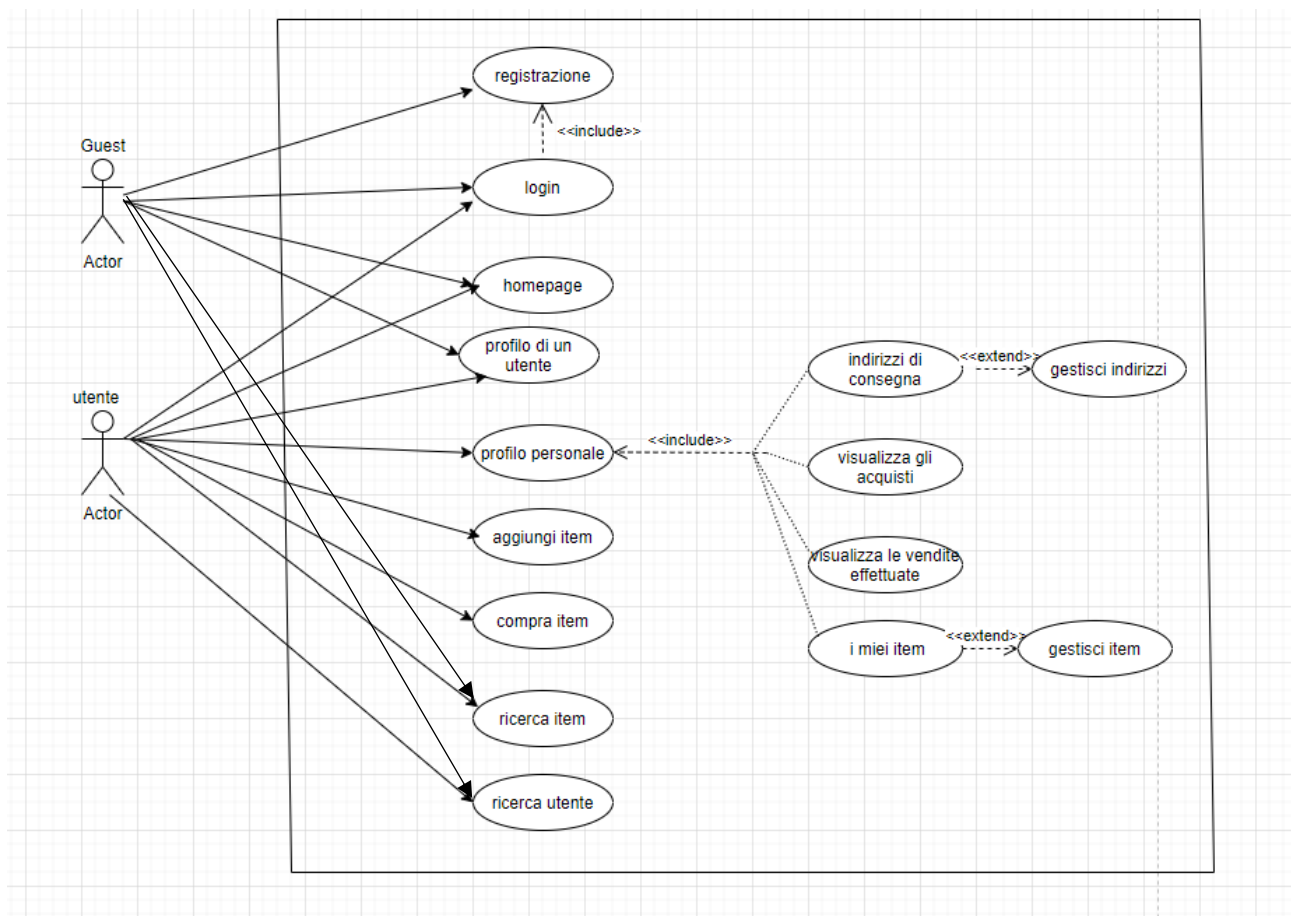 registrazione
<<include>>
Guest
login
Actor
homepage
profilo di un
utente
indirizzi di
consegna
<<extend>>
gestisci indirizzi
utente
profilo personale
<<include>>
visualizza gli
acquisti
Actor
aggiungi item
visualizza le vendite
effettuate
compra item
i miei item
<<extend>>
gestisci item
ricerca item
ricerca utente